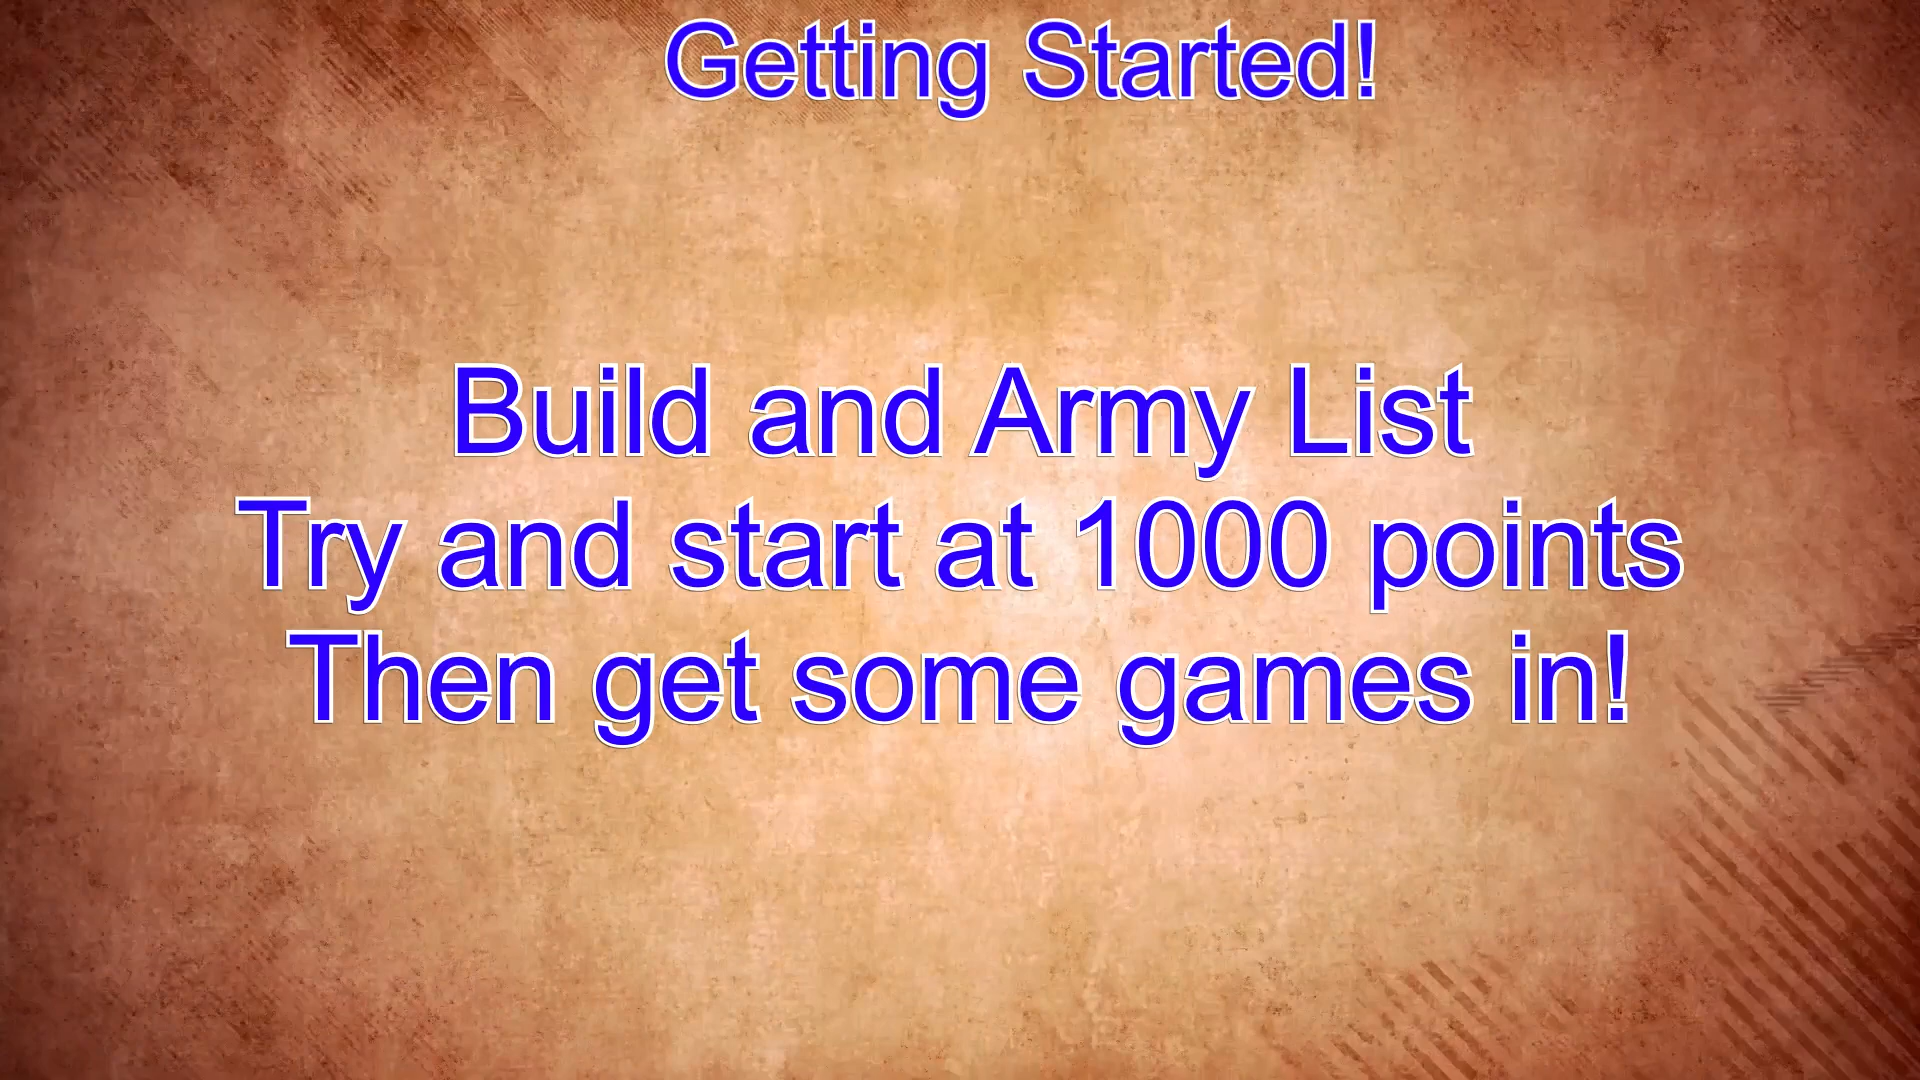 Getting Started!
Build and Army List
Try and start at 1000 points
Then get some games in!